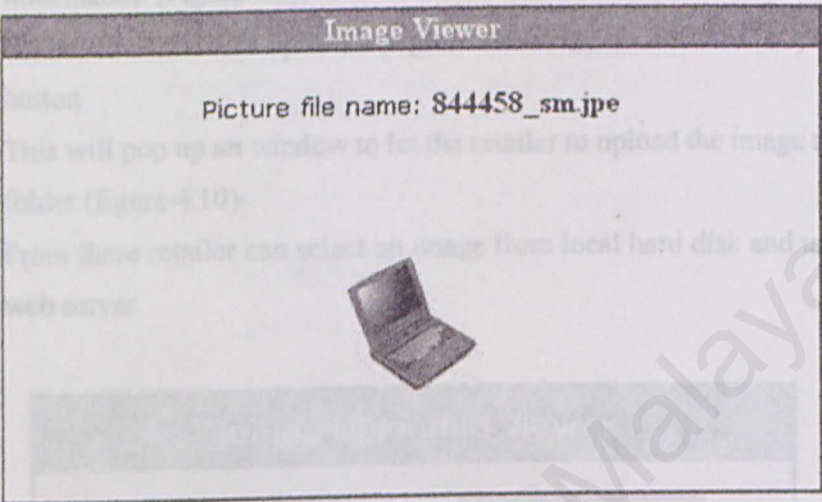 Image Viewer
button
Picture file name: 844458_sm.jpe
This will pop up an window to let the retailer to upload the image
folder (figure 4.10)
From there retailer can select an image from local hard disk and
web server
Malaya